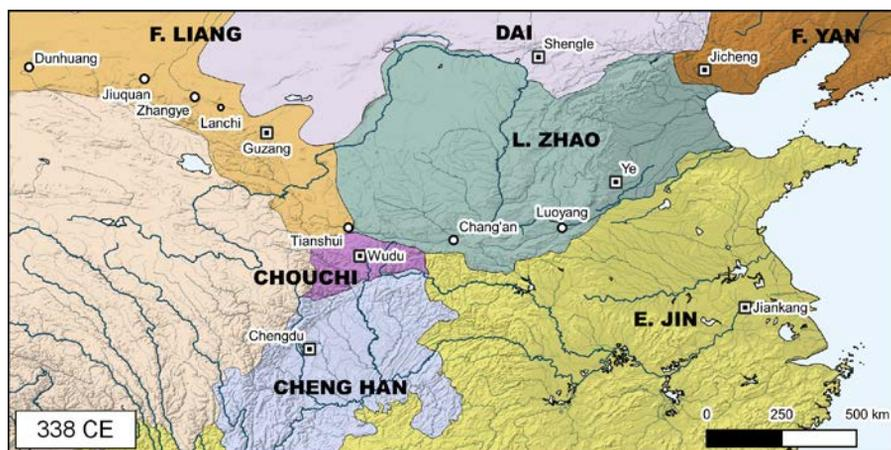 F. LIANG
DAI
F. YAN
Dunhuang
Shengle
Jicheng
Jiuquan
Zhangye
Lanchi
Guzang
L. ZHAO
Ye
Tianshui
Chang'an
Luoyang
Wudu
CHOUCHI
Jiankang
E. JIN
Chengdu
CHENG HAN
338 CE
0 250 500 km